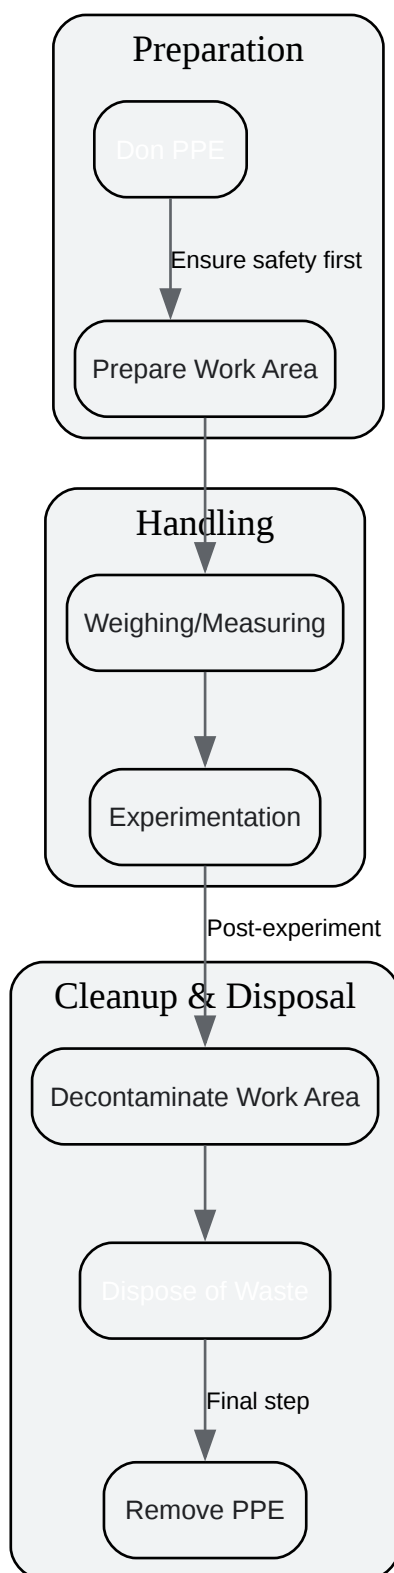 Preparation
Don PPE
Ensure safety first
Prepare Work Area
Handling
Weighing/Measuring
Experimentation
Post-experiment
Cleanup & Disposal
Decontaminate Work Area
Dispose of Waste
Final step
Remove PPE